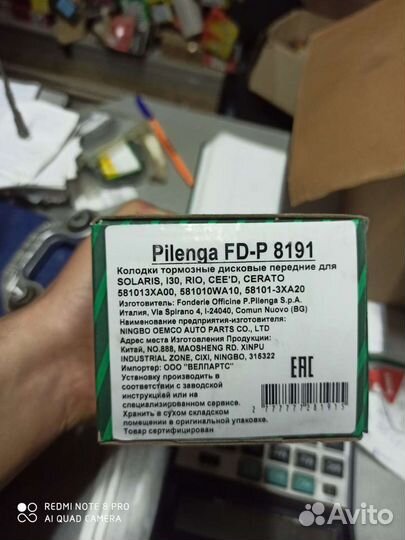 Pilenga FD-P 8191
Колодки тормозные дисковые передние для
SOLARIS, I30, RIO, CEE'D, CERATO
581013XA00, 581010WA10, 58101-3XA20
Изготовитель: Fonderie Officine P.Pilenga S.p.A.
Италия, Via Spirano 4, I-24040, Comun Nuovo (BG)
Наименование предприятия-изготовителя:
NINGBO OEMCO AUTO PARTS CO., LTD
Адрес места Изготовления Продукции:
Китай, NO.888, MAOSHENG RD. XINPU
INDUSTRIAL ZONE, CIXI, NINGBO, 315322
Импортер: ООО "ВЕЛПАРТС"
Установку производить в
соответствии с заводской
инструкцией или на
специализированном сервисе.
Хранить в сухом складском
помещении в оригинальной упаковке.
Товар сертифицирован
EAC
2 777777 281915
REDMI NOTE 8 PRO
AI QUAD CAMERA
Avito